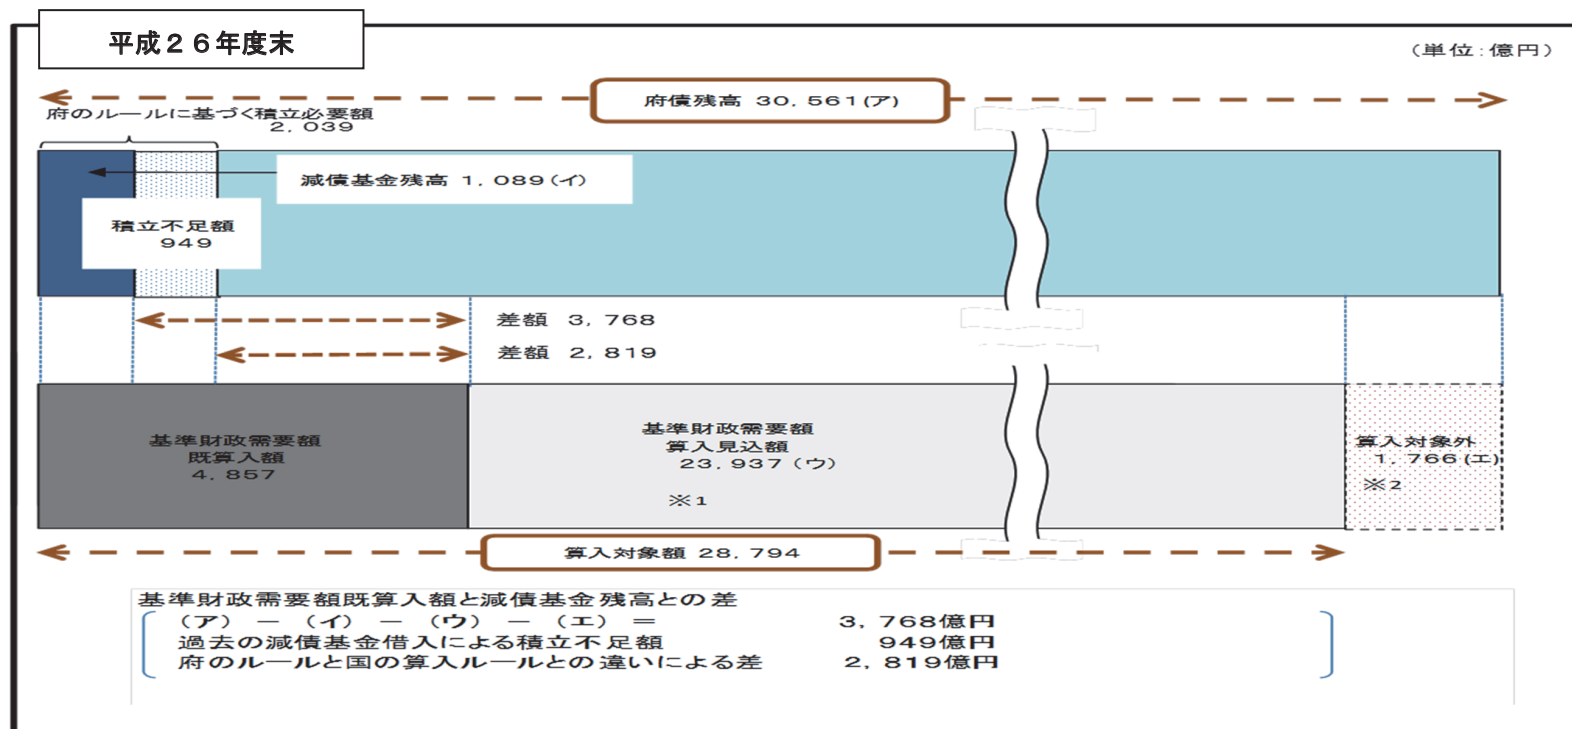 平成２６年度末
（単位：億円）
府債残高 30,561(ア)
府のルールに基づく積立必要額
2,039
減債基金残高 1,089(イ)
積立不足額
949
差額 3,768
差額 2,819
基準財政需要額
既算入額
4,857
基準財政需要額
算入見込額
23,937（ウ）
※1
算入対象外
1,766(エ)
※2
算入対象額 28,794
基準財政需要額既算入額と減債基金残高との差
（ア） － （イ） － （ウ） － （エ） ＝ 3,768億円
過去の減債基金借入による積立不足額 949億円
府のルールと国の算入ルールとの違いによる差 2,819億円